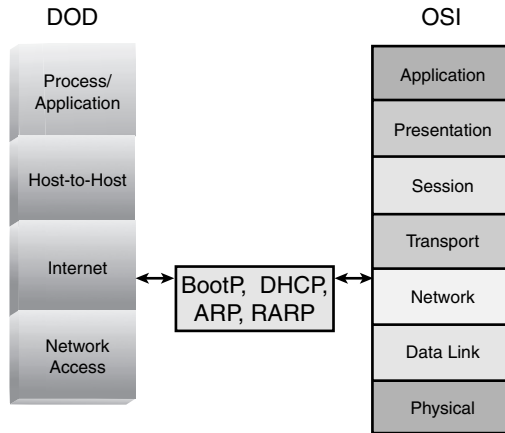 DOD
OSI
Process/
Application
Host-to-Host
Internet
Network
Access
BootP, DHCP,
ARP, RARP
Application
Presentation
Session
Transport
Network
Data Link
Physical